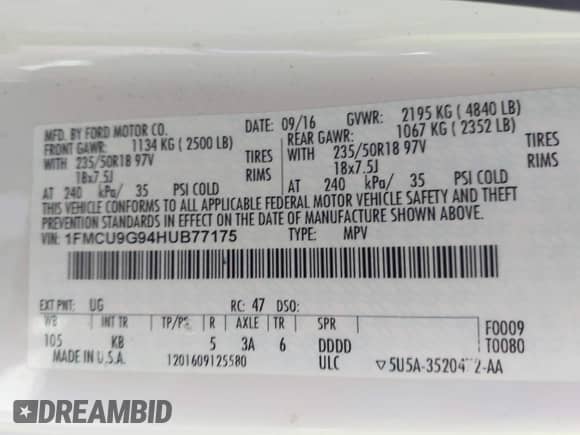 MFD. BY FORD MOTOR CO. DATE: 09/16 GVWR: 2195 KG ( 4840 LB)
FRONT GAWR: 1134 KG ( 2500 LB) REAR GAWR: 1067 KG ( 2352 LB)
WITH 235/50R18 97V TIRES WITH 235/50R18 97V TIRES
18x7.5J RIMS 18x7.5J RIMS
AT 240 kPa/ 35 PSI COLD AT 240 kPa/ 35 PSI COLD
THIS VEHICLE CONFORMS TO ALL APPLICABLE FEDERAL MOTOR VEHICLE SAFETY AND THEFT
PREVENTION STANDARDS IN EFFECT ON THE DATE OF MANUFACTURE SHOWN ABOVE.
VIN: 1FMCU9G94HUB77175 TYPE: MPV
EXT PNT: UG RC: 47 DSO:
WB INT TR TP/PS R AXLE TR SPR F0009
105 KB 5 3A 6 DDDD T0080
MADE IN U.S.A. 1201609125580 ULC
DREAMBID